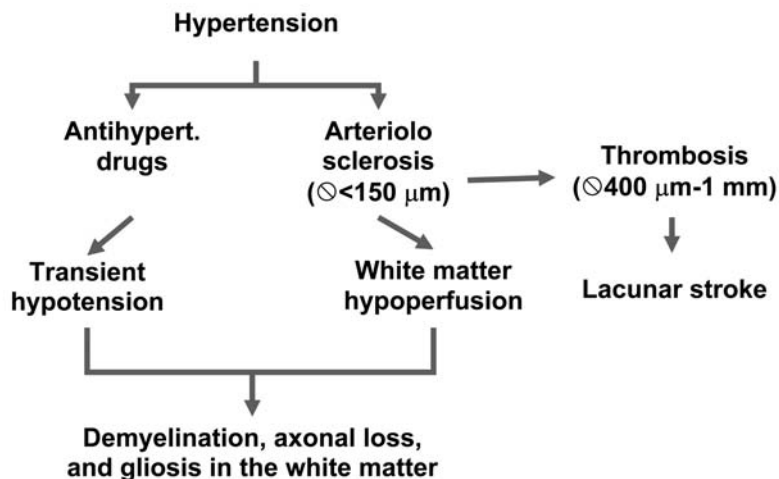 Hypertension
Antihypert.
drugs
Arteriolo
sclerosis
(⦸<150 μm)
Thrombosis
(⦸400 μm-1 mm)
Transient
hypotension
White matter
hypoperfusion
Lacunar stroke
Demyelination, axonal loss,
and gliosis in the white matter